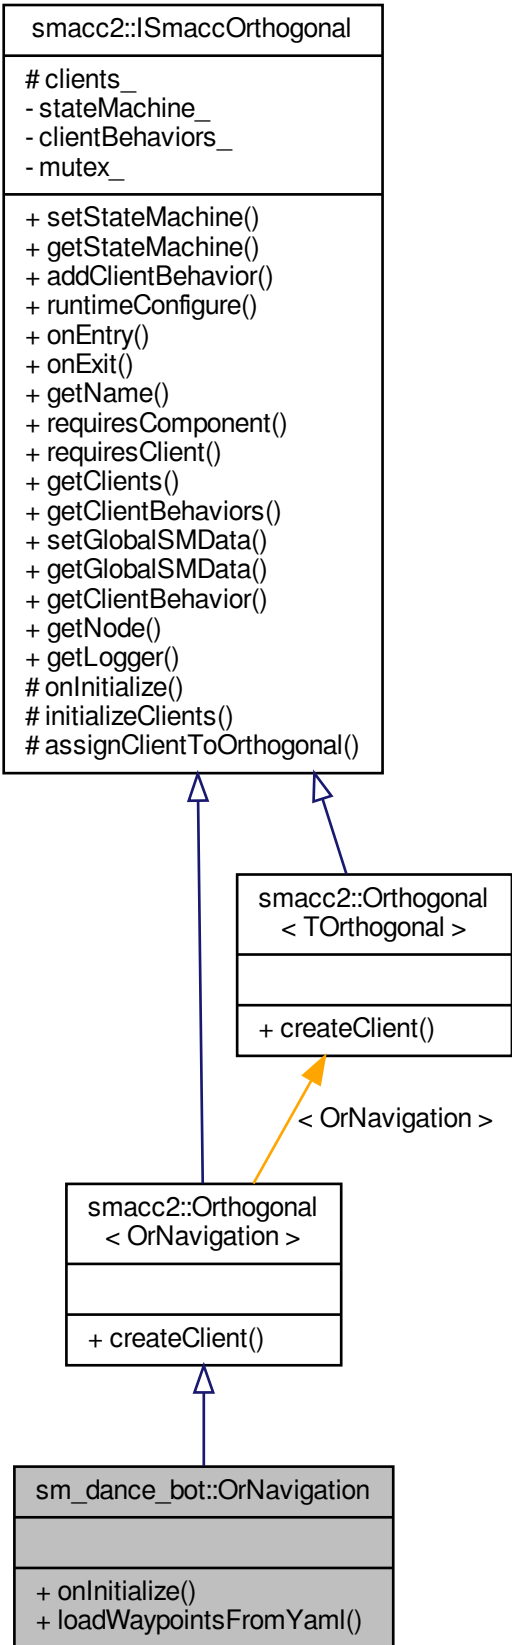 smacc2::ISmaccOrthogonal
# clients_
- stateMachine_
- clientBehaviors_
- mutex_
+ setStateMachine()
+ getStateMachine()
+ addClientBehavior()
+ runtimeConfigure()
+ onEntry()
+ onExit()
+ getName()
+ requiresComponent()
+ requiresClient()
+ getClients()
+ getClientBehaviors()
+ setGlobalSMData()
+ getGlobalSMData()
+ getClientBehavior()
+ getNode()
+ getLogger()
# onInitialize()
# initializeClients()
# assignClientToOrthogonal()
smacc2::Orthogonal
< TOrthogonal >
+ createClient()
< OrNavigation >
smacc2::Orthogonal
< OrNavigation >
+ createClient()
sm_dance_bot::OrNavigation
+ onInitialize()
+ loadWaypointsFromYaml()